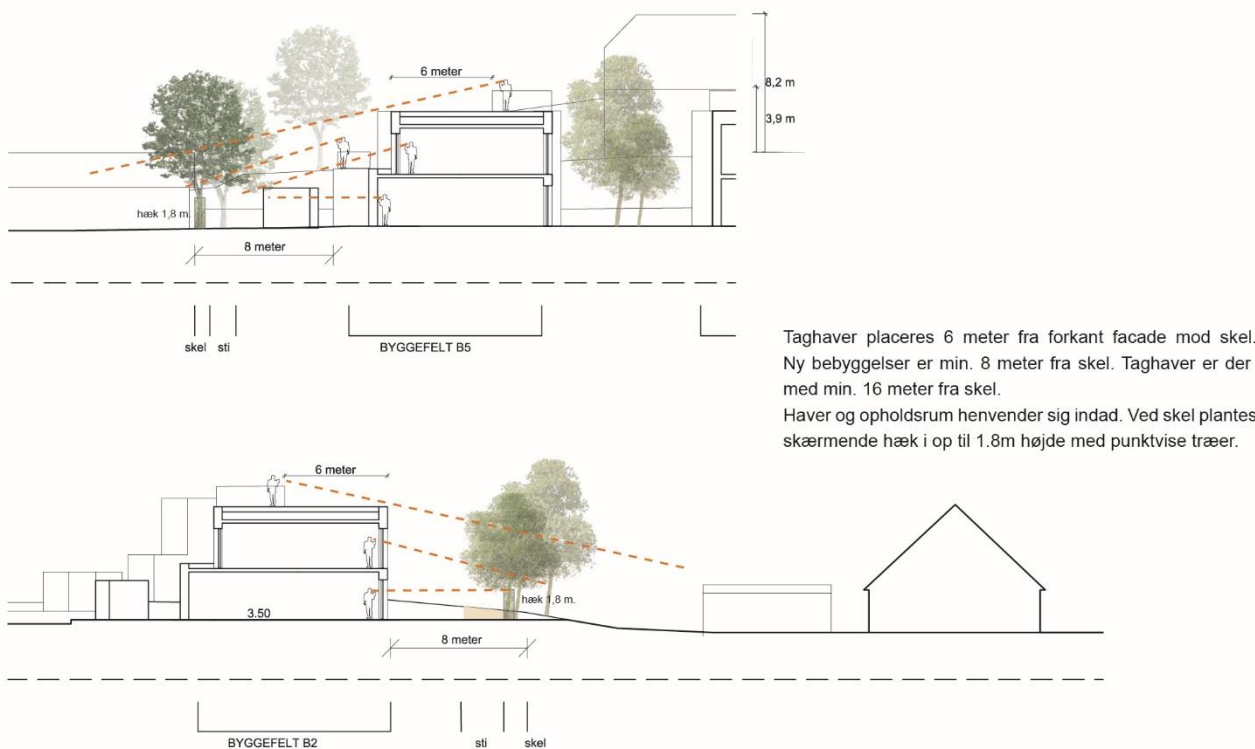 6 meter
8,2 m
3,9 m
hæk 1,8 m.
8 meter
skel sti
BYGGEFELT B5
Taghaver placeres 6 meter fra forkant facade mod skel.
Ny bebyggelser er min. 8 meter fra skel. Taghaver er der
med min. 16 meter fra skel.
Haver og opholdsrum henvender sig indad. Ved skel plantes
skærmende hæk i op til 1.8m højde med punktvise træer.
6 meter
hæk 1,8 m.
3.50
8 meter
BYGGEFELT B2
sti skel